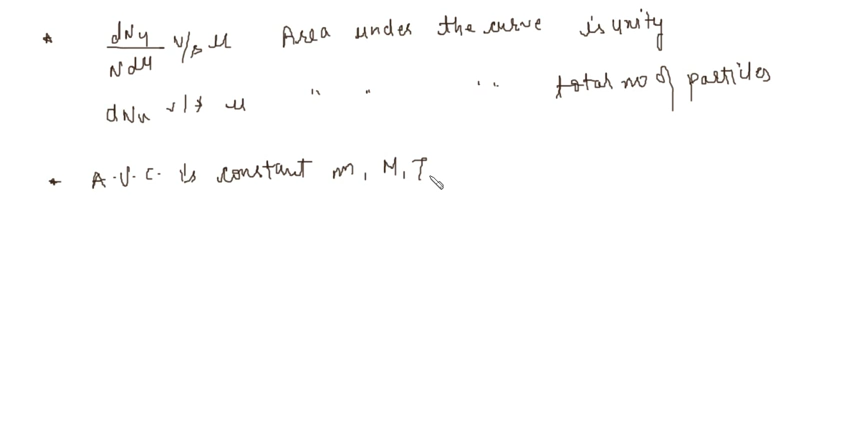 * dNu/Ndu v/s u Area under the curve is unity
dNu v/s u " " " total no of particles
* A.U.C. is constant m, M, T